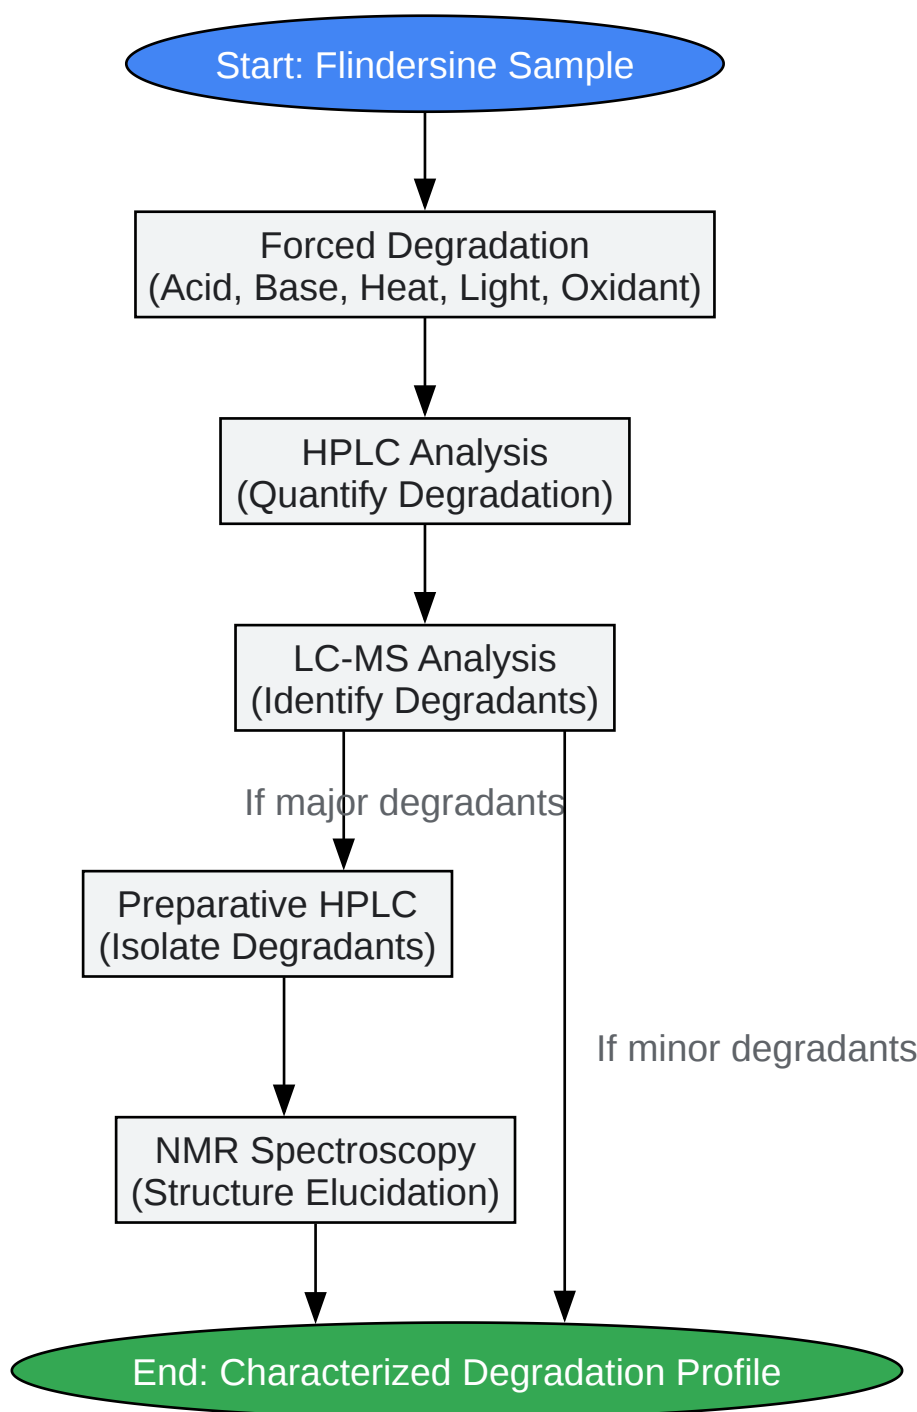 Start: Flindersine Sample
Forced Degradation
(Acid, Base, Heat, Light, Oxidant)
HPLC Analysis
(Quantify Degradation)
LC-MS Analysis
(Identify Degradants)
If major degradants
Preparative HPLC
(Isolate Degradants)
If minor degradants
NMR Spectroscopy
(Structure Elucidation)
End: Characterized Degradation Profile